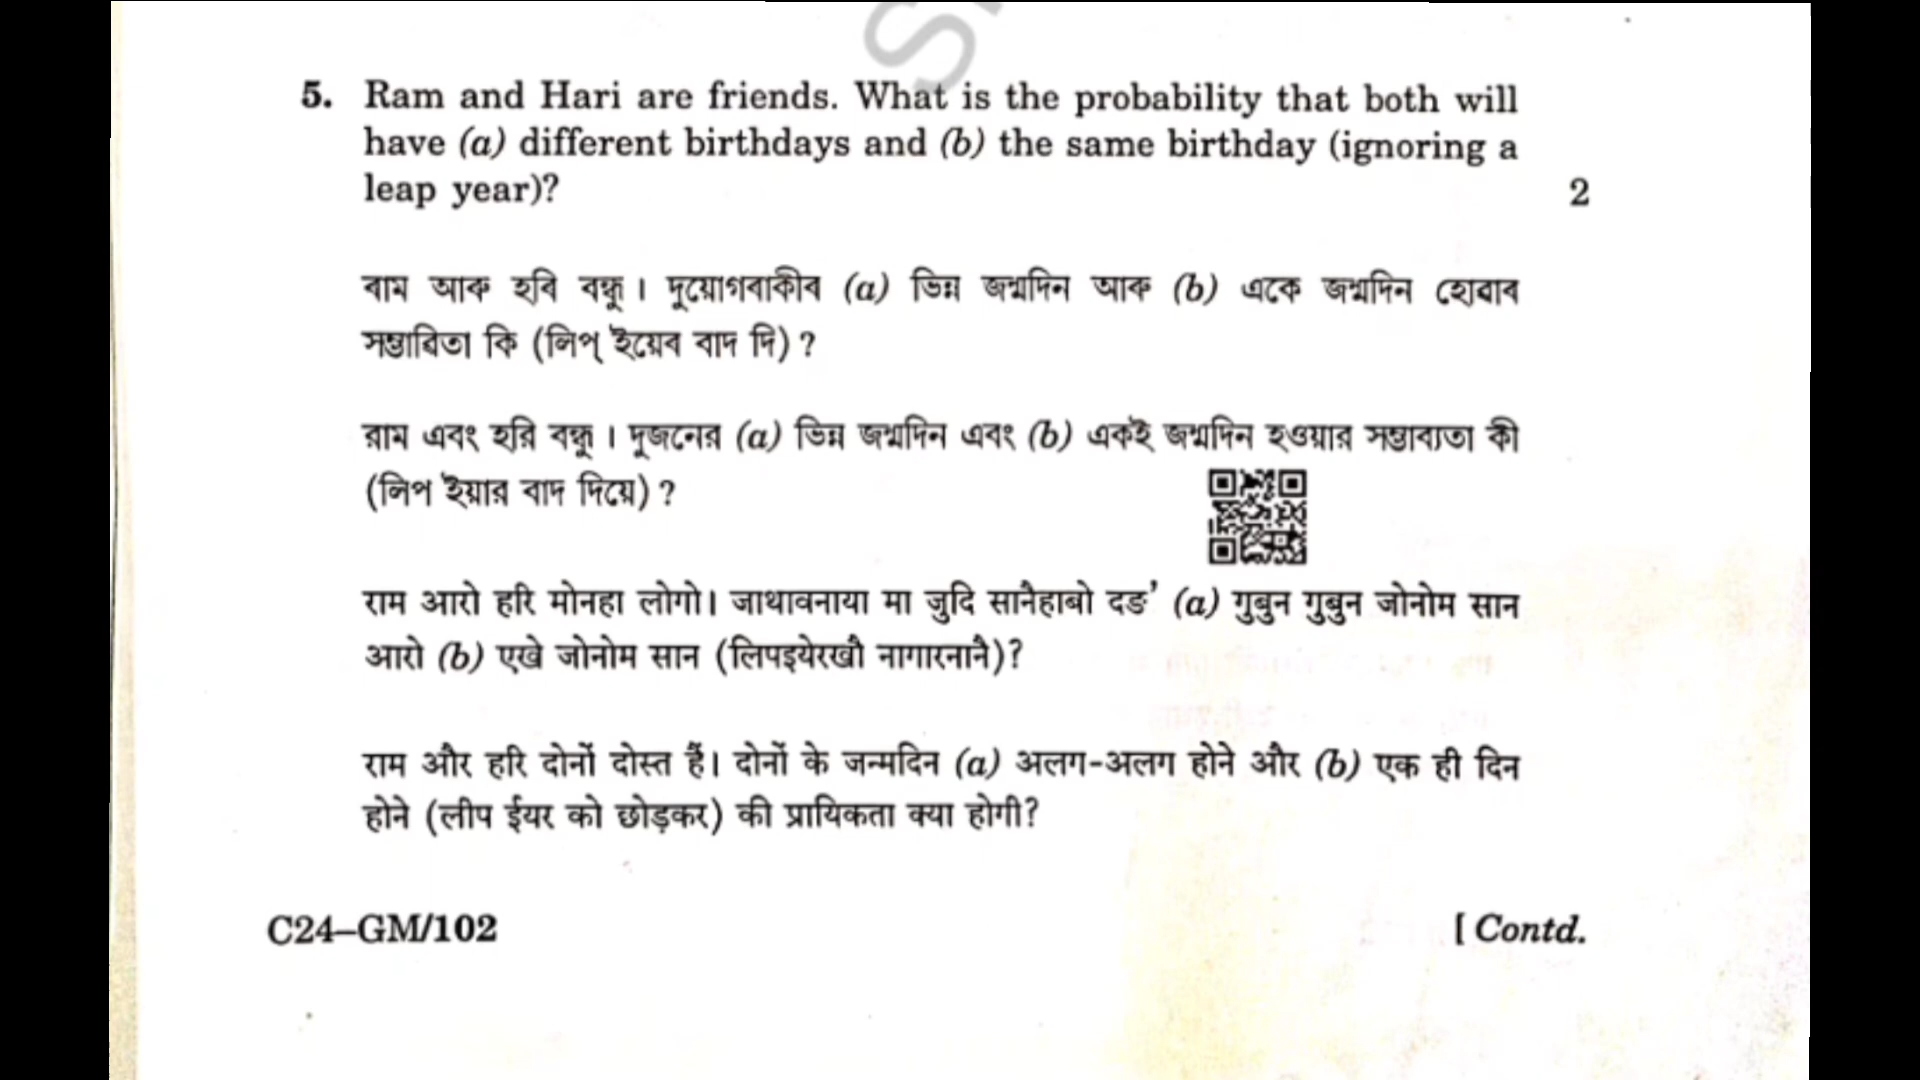 5. Ram and Hari are friends. What is the probability that both will
have (a) different birthdays and (b) the same birthday (ignoring a
leap year)? 2
ৰাম আৰু হৰি বন্ধু। দুয়োগৰাকীৰ (a) ভিন্ন জন্মদিন আৰু (b) একে জন্মদিন হোৱাৰ
সম্ভাৱিতা কি (লিপ্ ইয়েৰ বাদ দি)?
রাম এবং হরি বন্ধু। দুজনের (a) ভিন্ন জন্মদিন এবং (b) একই জন্মদিন হওয়ার সম্ভাব্যতা কী
(লিপ ইয়ার বাদ দিয়ে)?
राम आरो हरि मोनहा लोगो। जाथावनाया मा जुदि सानैहाबो दङ' (a) गुबुन गुबुन जोनोम सान
आरो (b) एखे जोनोम सान (लिपइयेरखौ नागारनानै)?
राम और हरि दोनों दोस्त हैं। दोनों के जन्मदिन (a) अलग-अलग होने और (b) एक ही दिन
होने (लीप ईयर को छोड़कर) की प्रायिकता क्या होगी?
C24–GM/102 [ Contd.